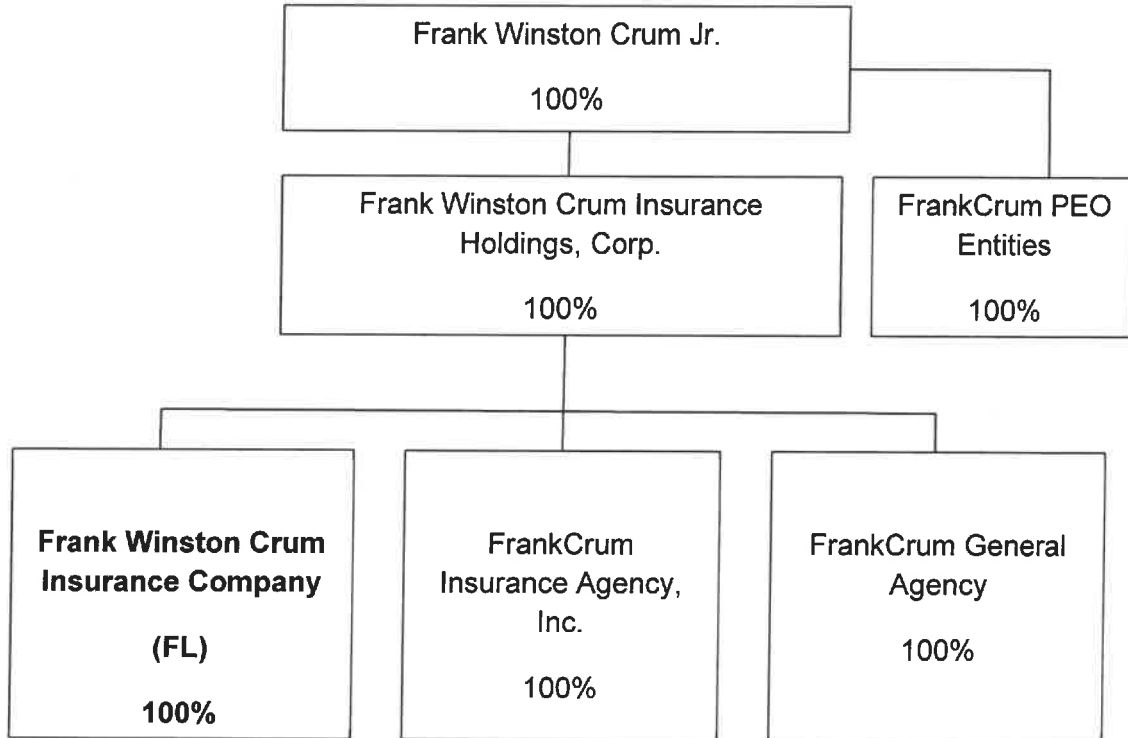 Frank Winston Crum Jr.
100%
Frank Winston Crum Insurance
Holdings, Corp.
100%
FrankCrum PEO
Entities
100%
Frank Winston Crum
Insurance Company
(FL)
100%
FrankCrum
Insurance Agency,
Inc.
100%
FrankCrum General
Agency
100%